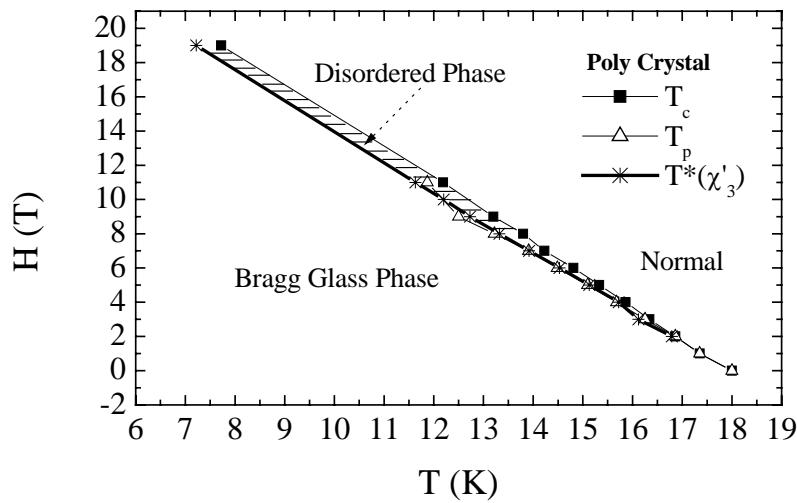 20
18
16
14
12
10
8
6
4
2
0
-2
H (T)
Disordered Phase
Poly Crystal
T_c
T_p
T*(χ'_3)
Bragg Glass Phase
Normal
6 7 8 9 10 11 12 13 14 15 16 17 18 19
T (K)